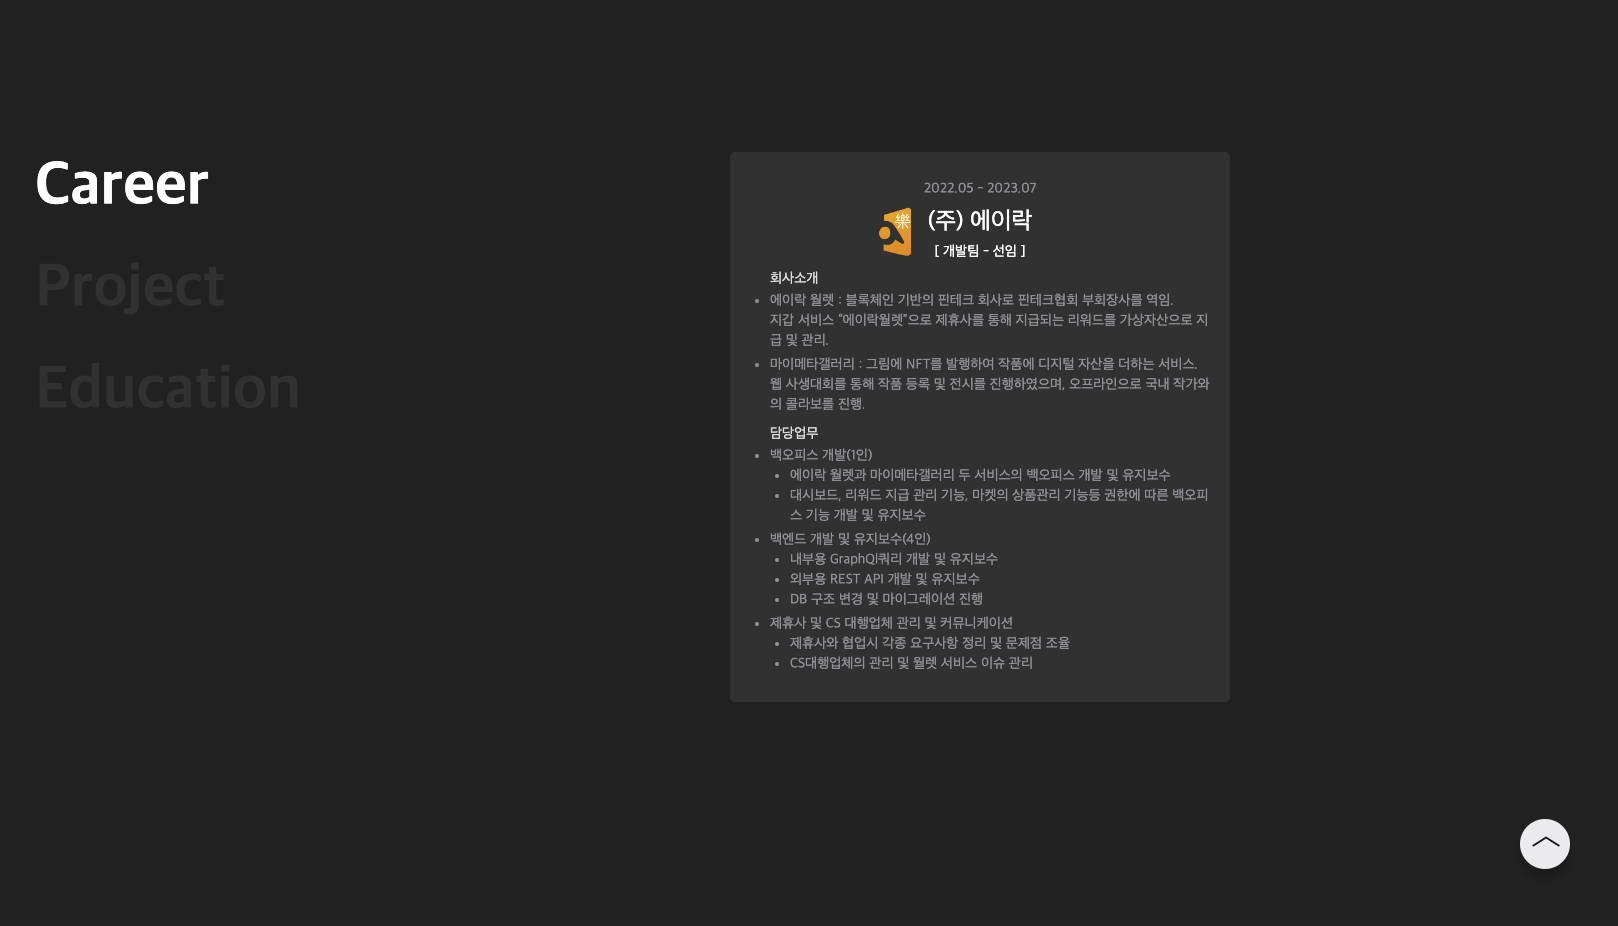 Career
Project
Education
2022.05 - 2023.07
樂
(주) 에이락
[ 개발팀 - 선임 ]
회사소개
에이락 월렛 : 블록체인 기반의 핀테크 회사로 핀테크협회 부회장사를 역임.
지갑 서비스 “에이락월렛”으로 제휴사를 통해 지급되는 리워드를 가상자산으로 지
급 및 관리.
마이메타갤러리 : 그림에 NFT를 발행하여 작품에 디지털 자산을 더하는 서비스.
웹 사생대회를 통해 작품 등록 및 전시를 진행하였으며, 오프라인으로 국내 작가와
의 콜라보를 진행.
담당업무
백오피스 개발(1인)
에이락 월렛과 마이메타갤러리 두 서비스의 백오피스 개발 및 유지보수
대시보드, 리워드 지급 관리 기능, 마켓의 상품관리 기능등 권한에 따른 백오피
스 기능 개발 및 유지보수
백엔드 개발 및 유지보수(4인)
내부용 GraphQl쿼리 개발 및 유지보수
외부용 REST API 개발 및 유지보수
DB 구조 변경 및 마이그레이션 진행
제휴사 및 CS 대행업체 관리 및 커뮤니케이션
제휴사와 협업시 각종 요구사항 정리 및 문제점 조율
CS대행업체의 관리 및 월렛 서비스 이슈 관리